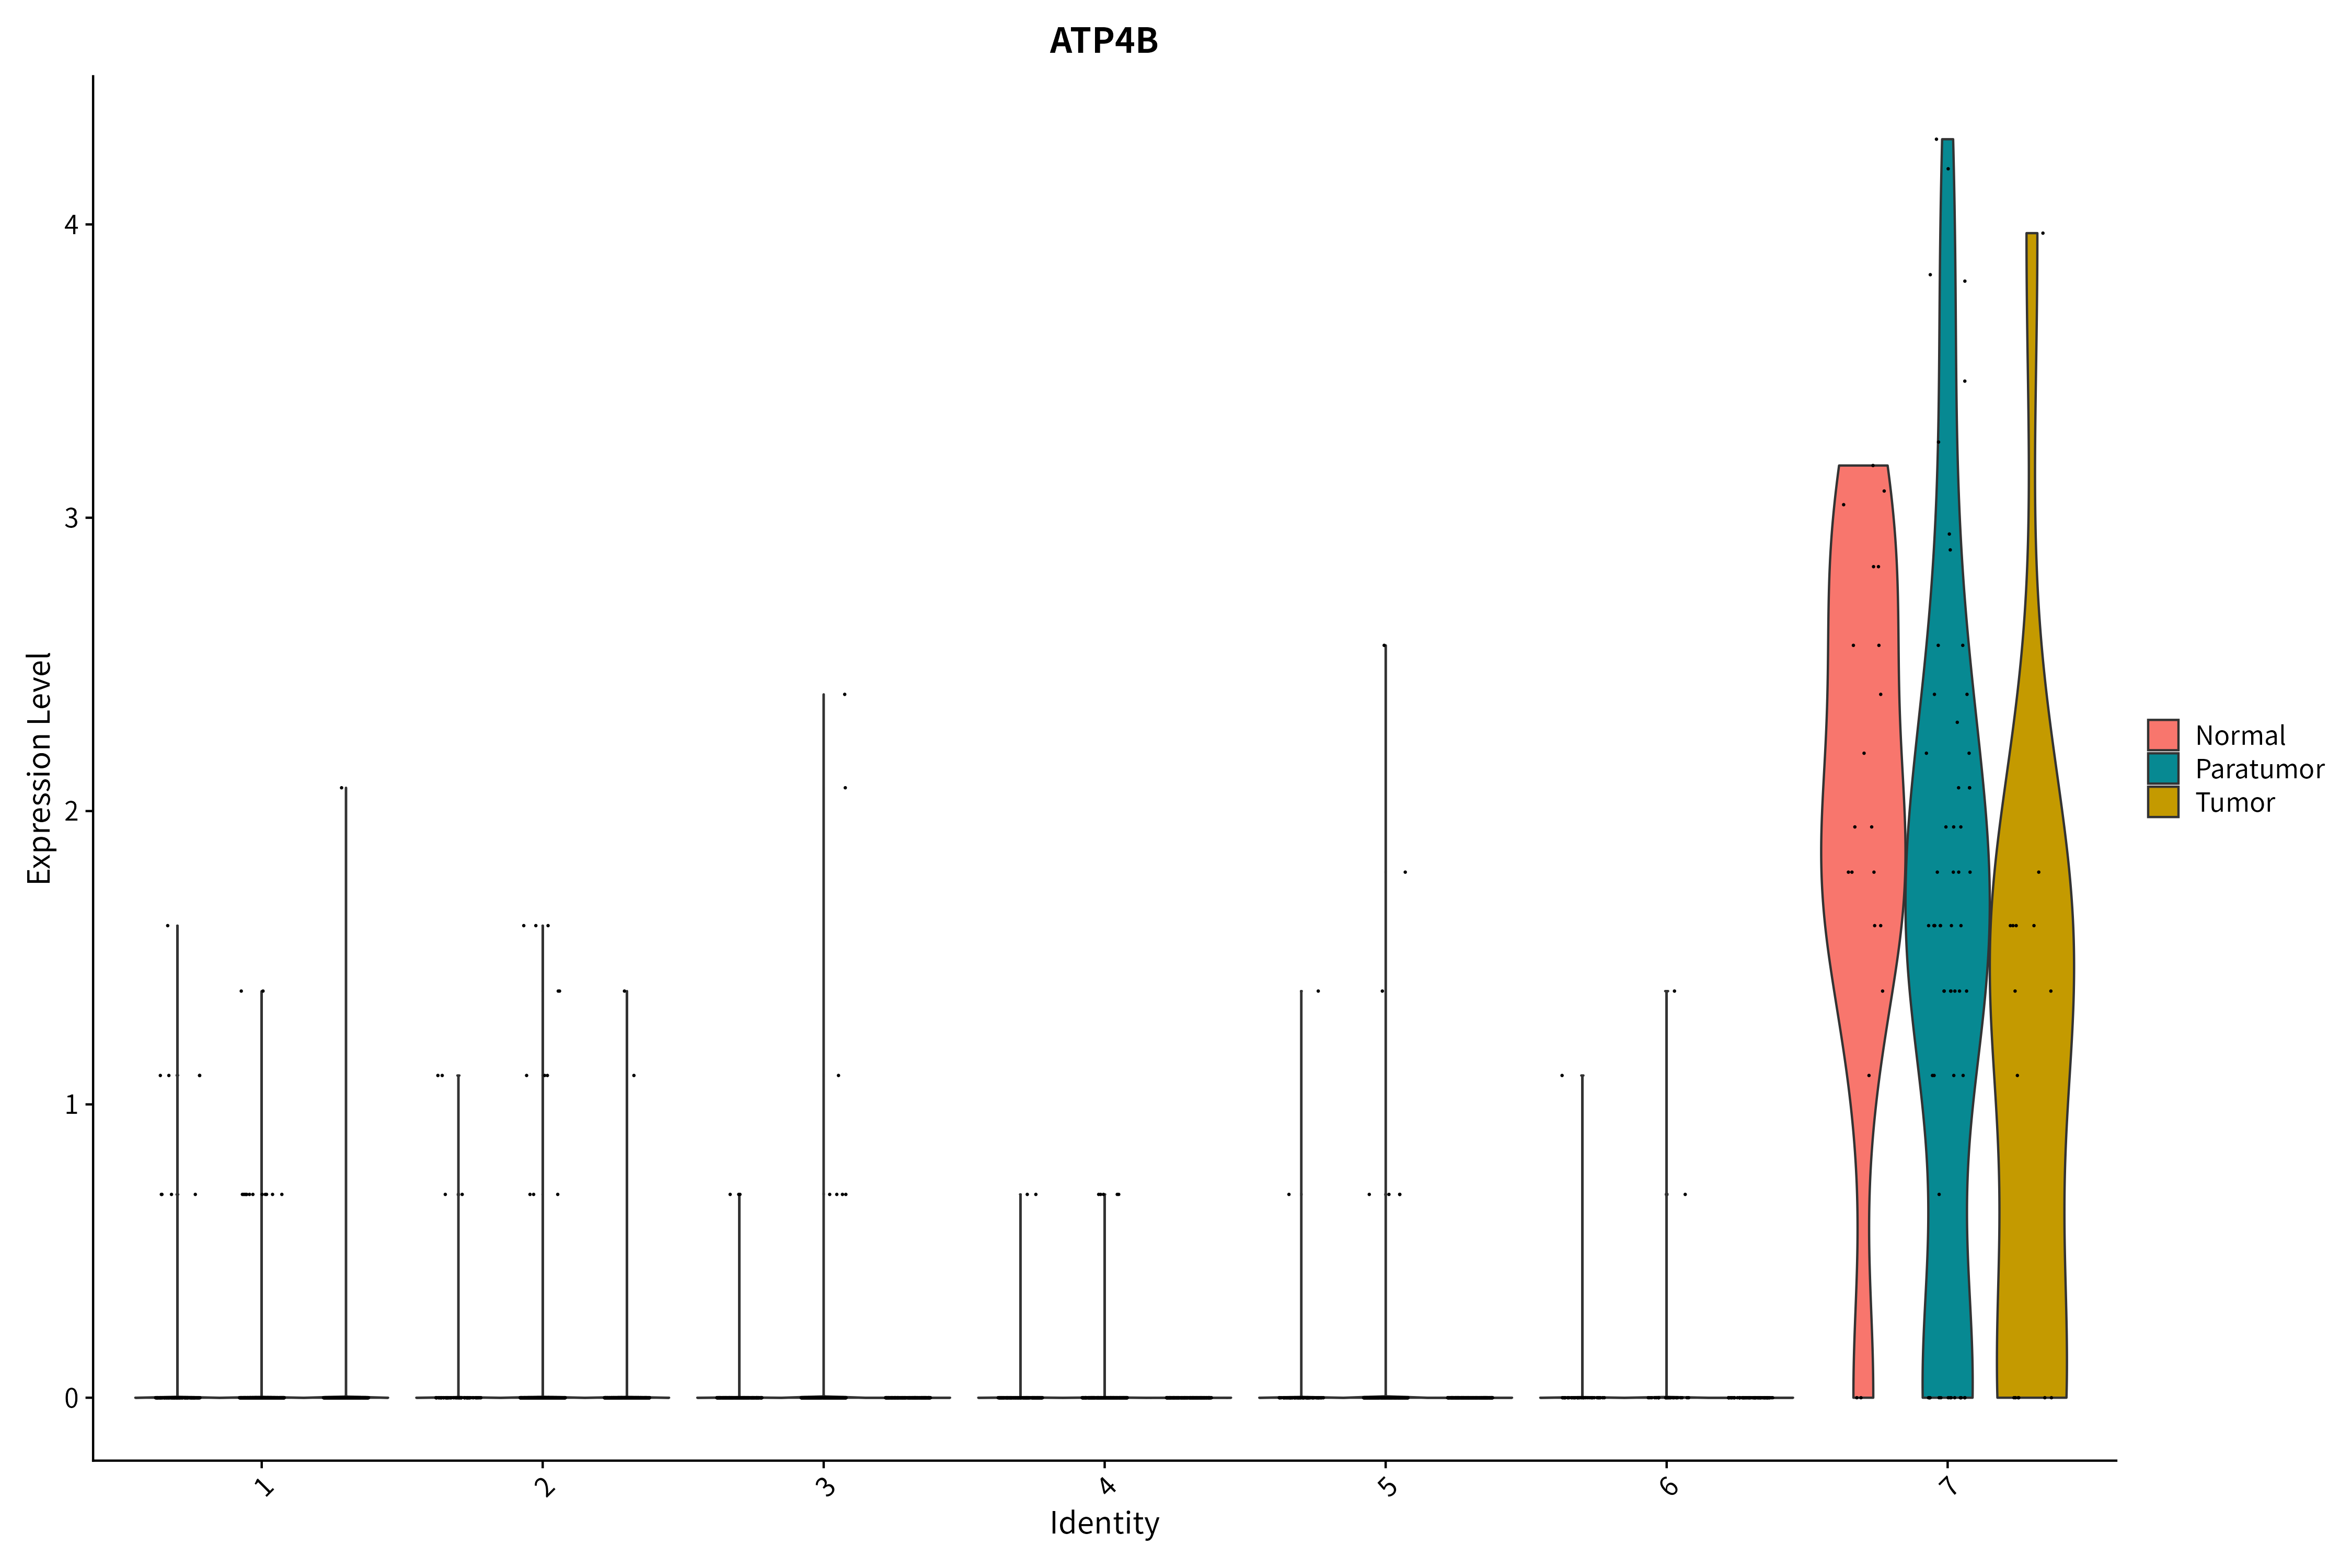 ATP4B
Expression Level
4
3
2
1
0
1
2
3
4
5
6
7
Identity
Normal
Paratumor
Tumor